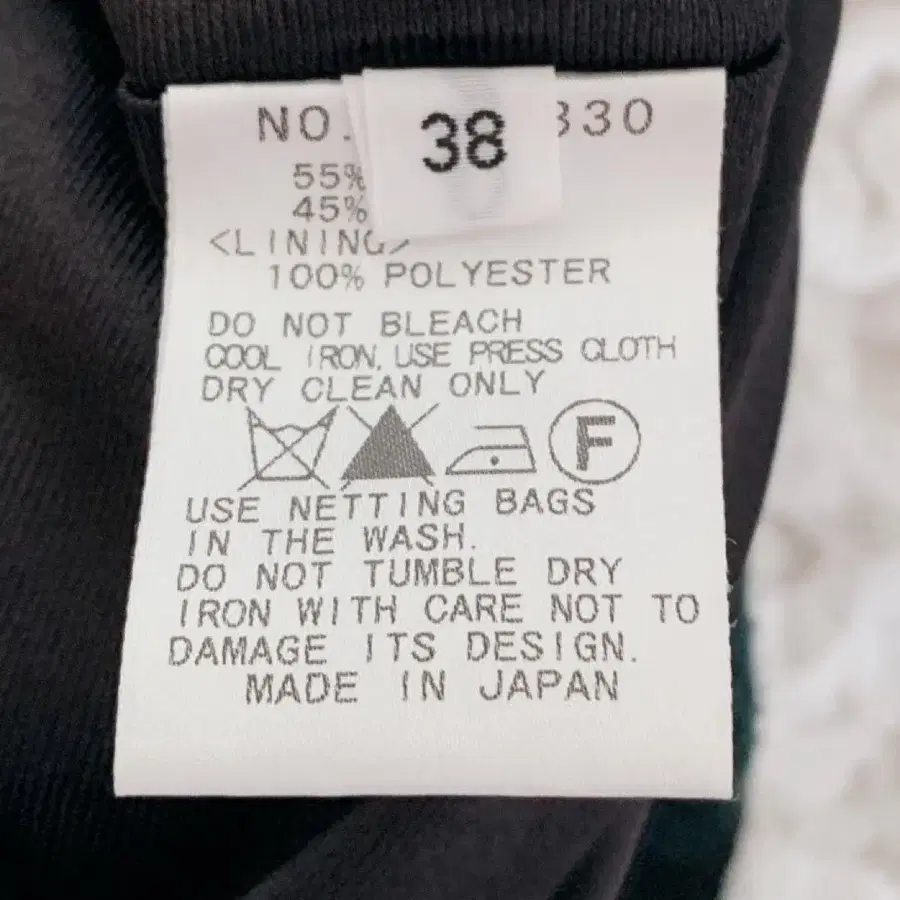 NO. 330
38
55%
45%
<LINING>
100% POLYESTER
DO NOT BLEACH
COOL IRON, USE PRESS CLOTH
DRY CLEAN ONLY
F
USE NETTING BAGS
IN THE WASH.
DO NOT TUMBLE DRY
IRON WITH CARE NOT TO
DAMAGE ITS DESIGN.
MADE IN JAPAN